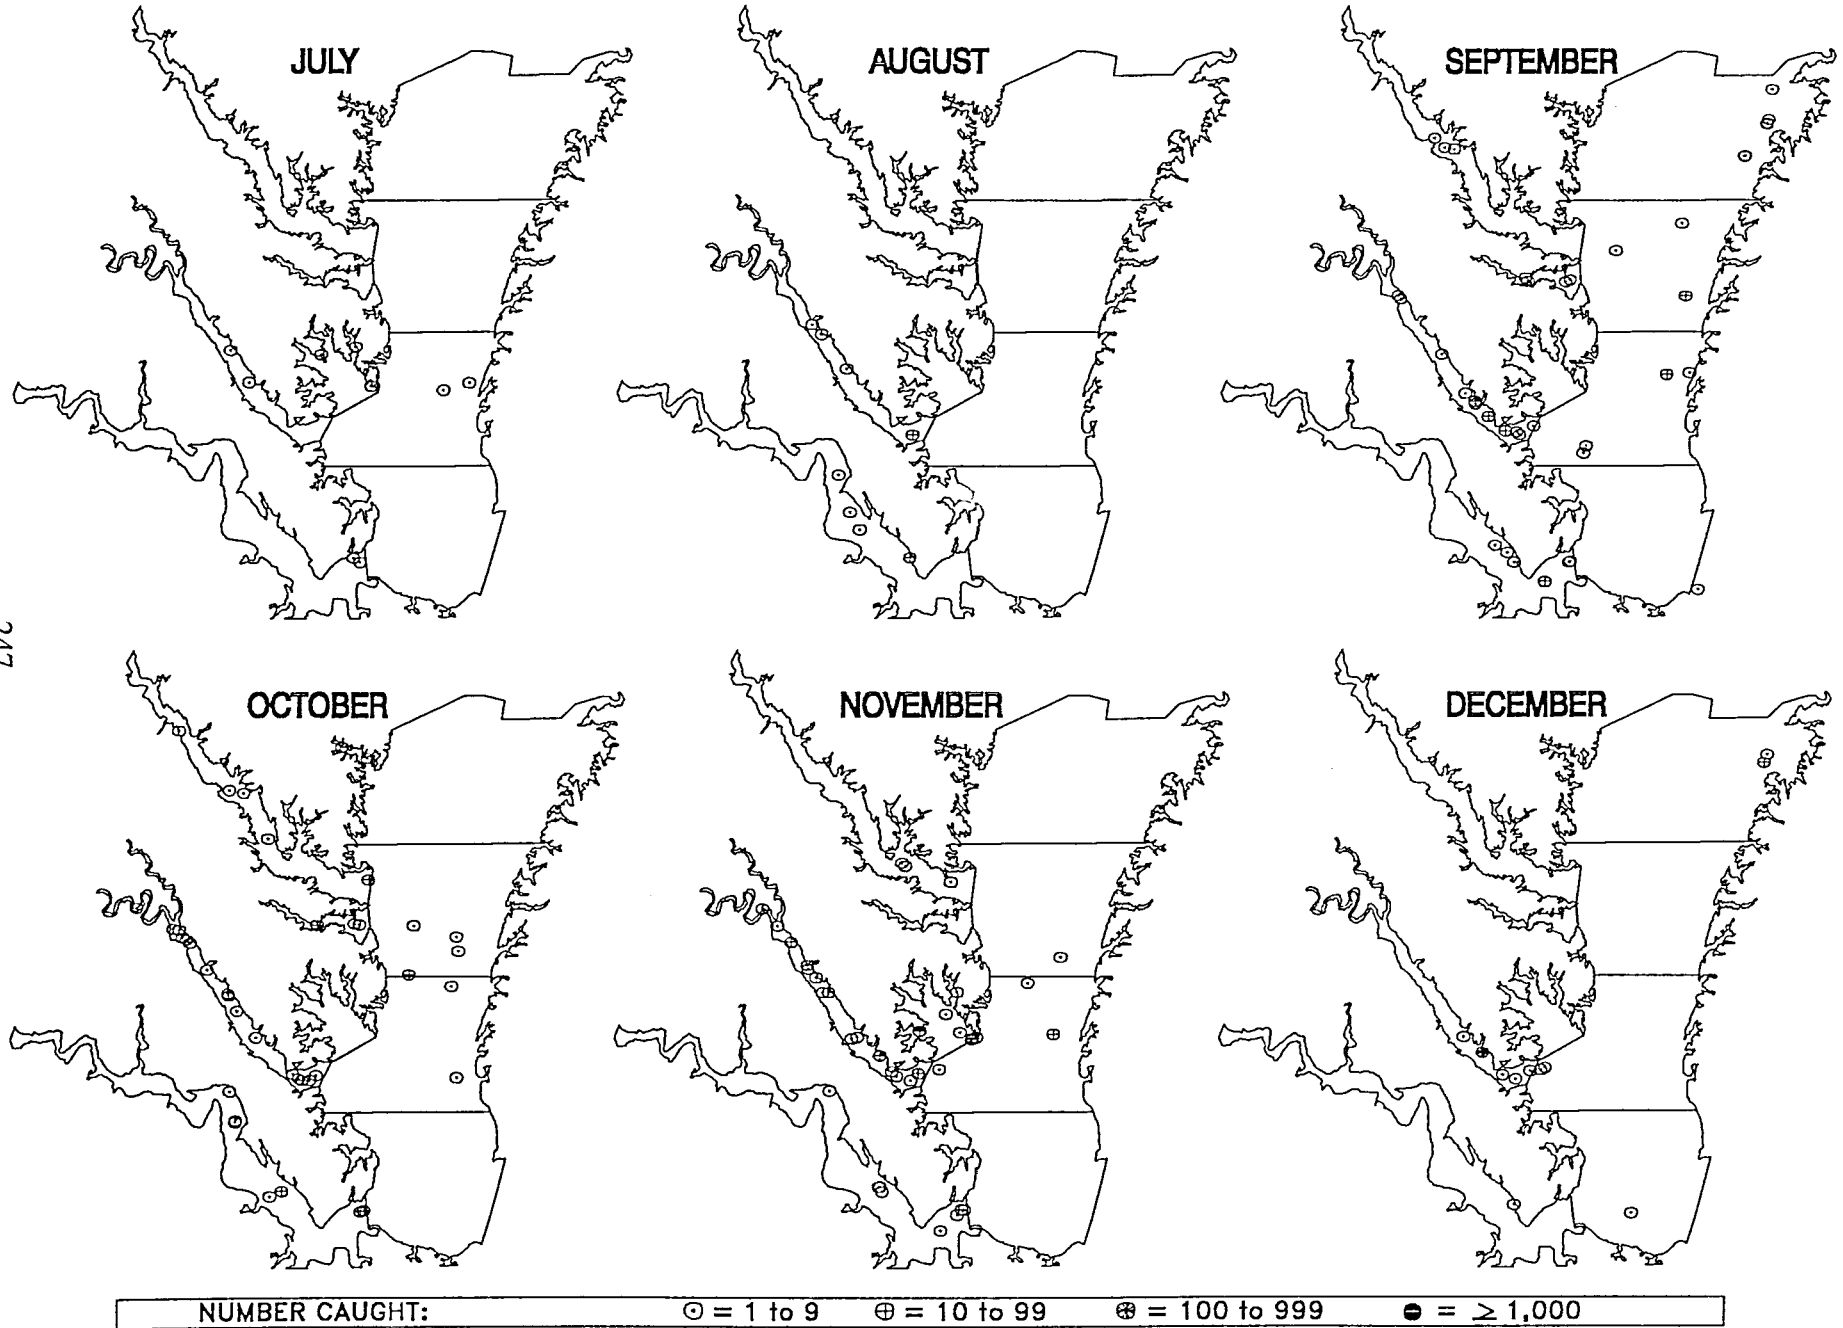 JULY
AUGUST
SEPTEMBER
247
OCTOBER
NOVEMBER
DECEMBER
NUMBER CAUGHT: ⊙ = 1 to 9 ⊕ = 10 to 99 ⊛ = 100 to 999 ⊖ = ≥ 1,000